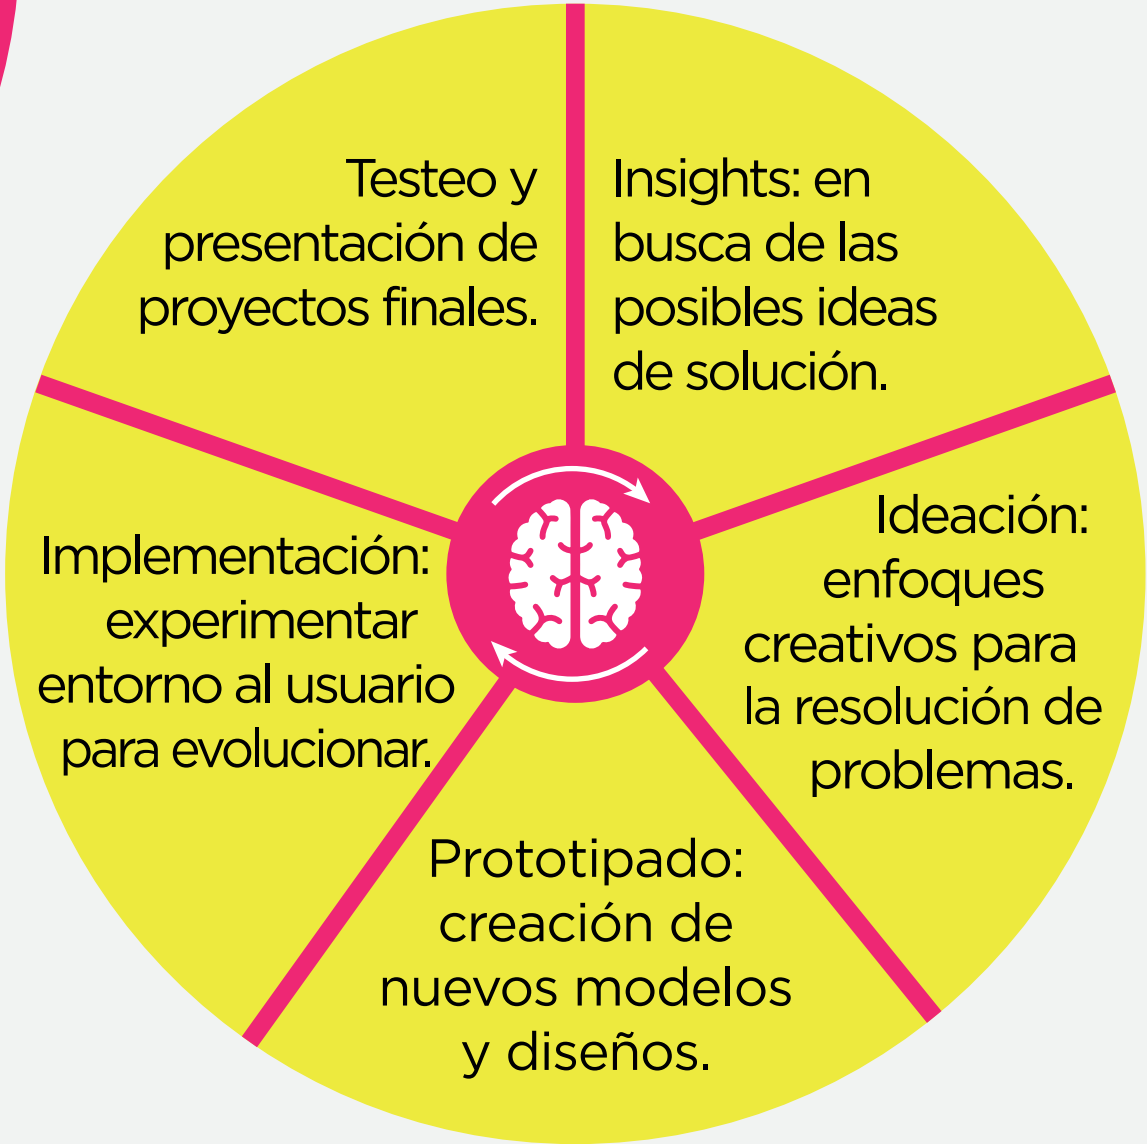 Testeo y
presentación de
proyectos finales.
Insights: en
busca de las
posibles ideas
de solución.
Ideación:
enfoques
creativos para
la resolución de
problemas.
Prototipado:
creación de
nuevos modelos
y diseños.
Implementación:
experimentar
entorno al usuario
para evolucionar.